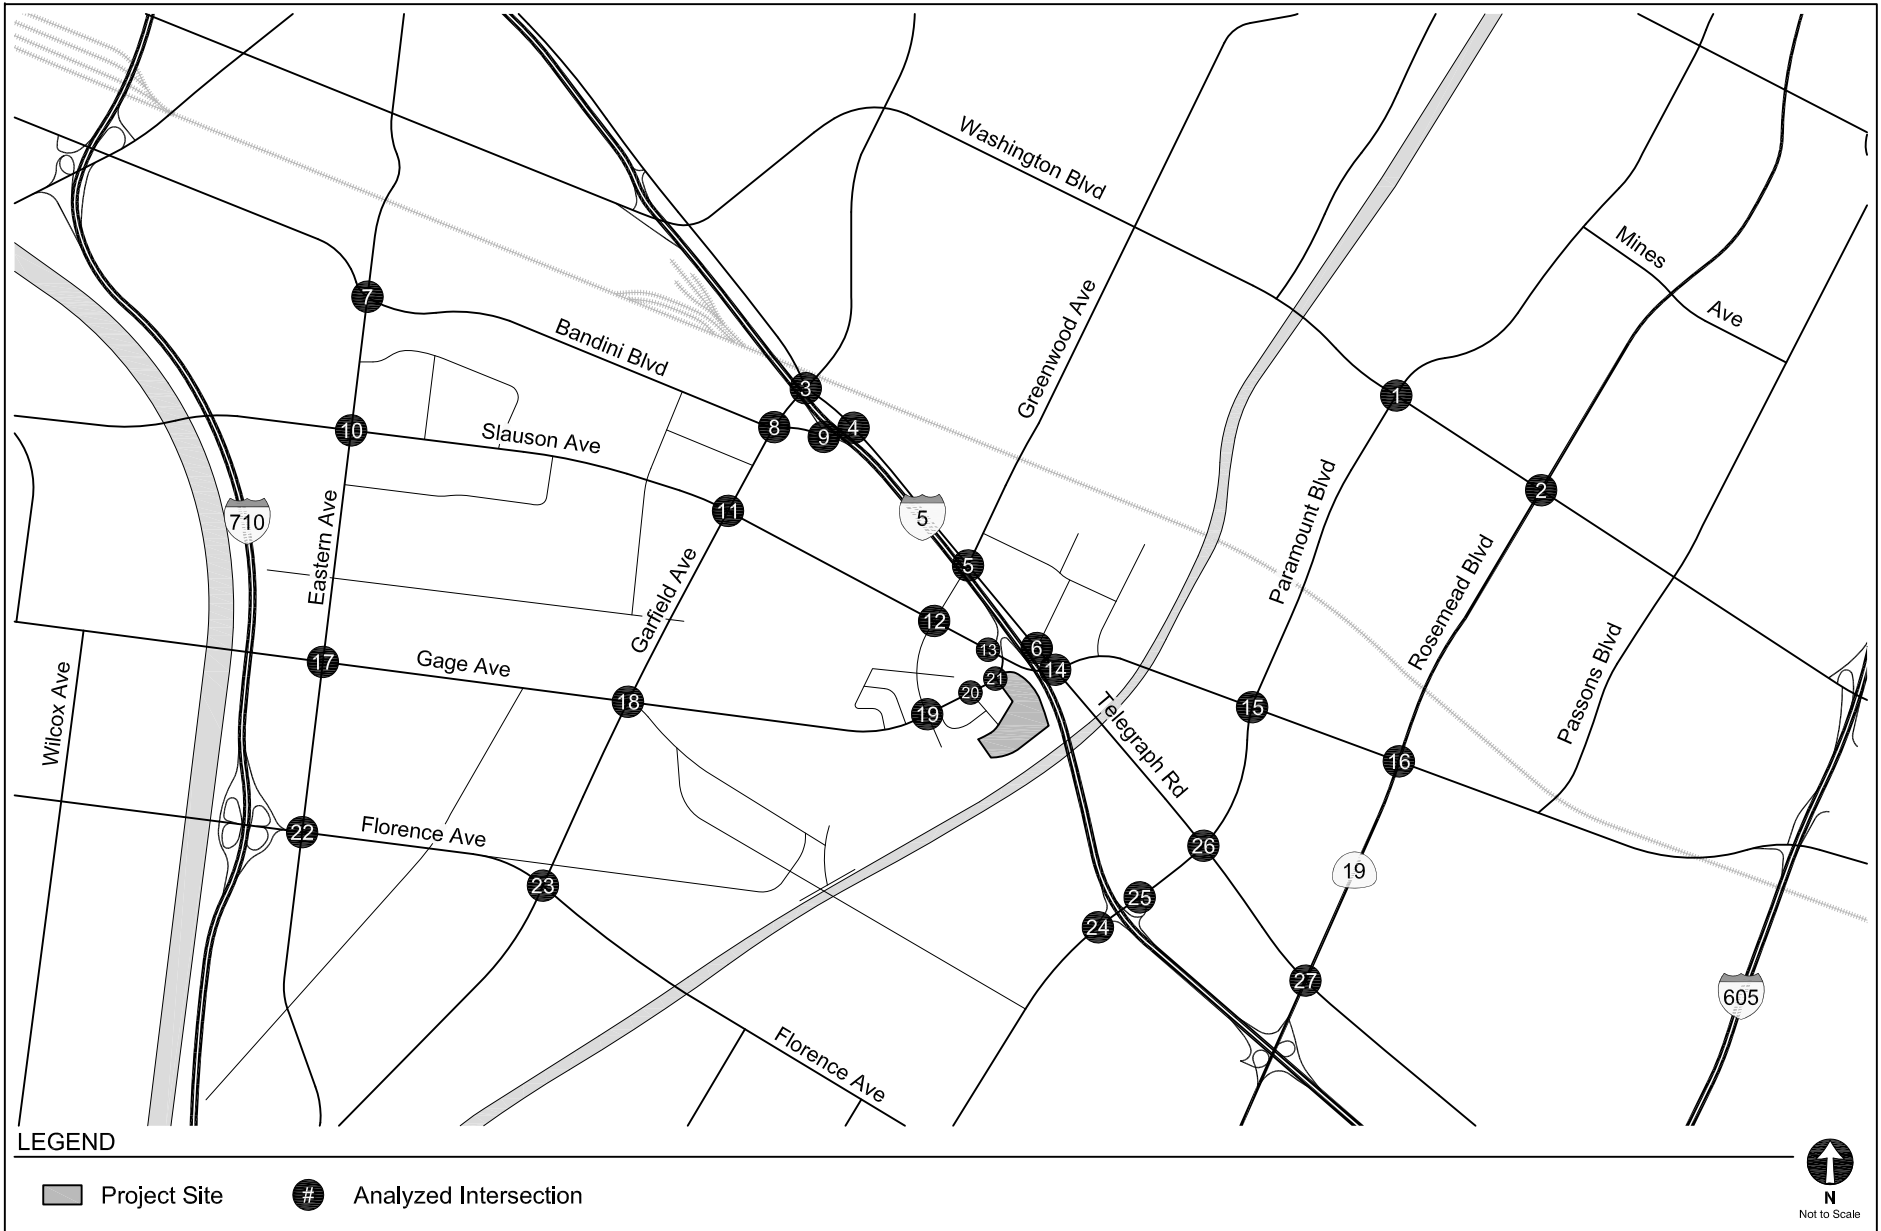 Washington Blvd
Mines
Ave
7
Bandini Blvd
Greenwood Ave
3
1
8
9
4
10
Slauson Ave
2
11
5
710
Eastern Ave
Paramount Blvd
5
Garfield Ave
Rosemead Blvd
12
13
6
14
17
Gage Ave
Wilcox Ave
18
21
20
19
15
Passons Blvd
Telegraph Rd
16
22
Florence Ave
26
23
19
25
24
27
605
Florence Ave
LEGEND
Project Site
# Analyzed Intersection
N
Not to Scale